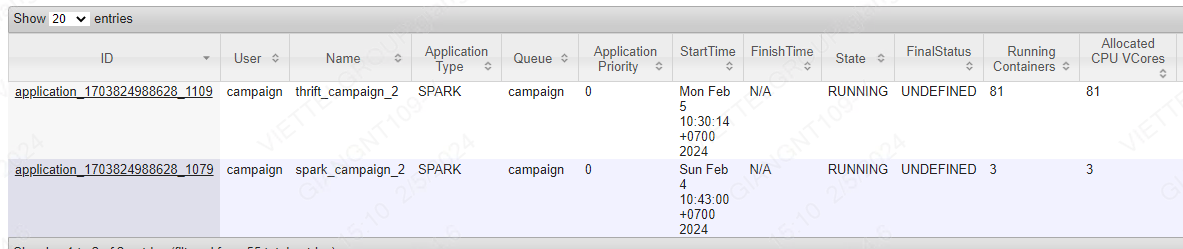 Show 20 entries
ID User Name Application Type Queue Application Priority StartTime FinishTime State FinalStatus Running Containers Allocated CPU VCores
application_1703824988628_1109 campaign thrift_campaign_2 SPARK campaign 0 Mon Feb 5 10:30:14 +0700 2024 N/A RUNNING UNDEFINED 81 81
application_1703824988628_1079 campaign spark_campaign_2 SPARK campaign 0 Sun Feb 4 10:43:00 +0700 2024 N/A RUNNING UNDEFINED 3 3